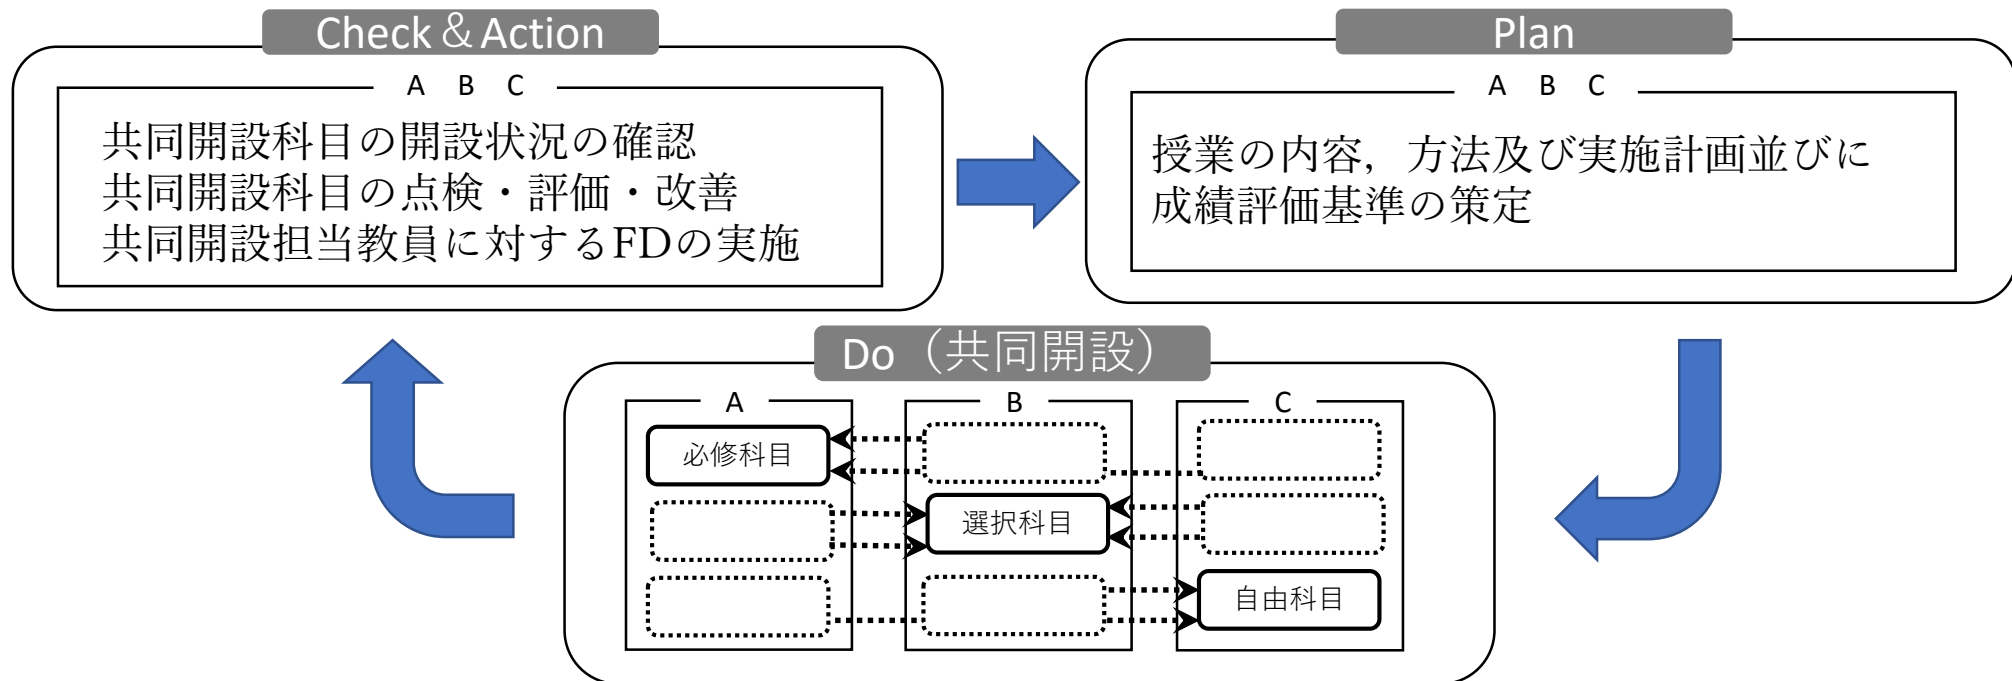 Check＆Action
A B C
共同開設科目の開設状況の確認
共同開設科目の点検・評価・改善
共同開設担当教員に対するFDの実施
Plan
A B C
授業の内容，方法及び実施計画並びに
成績評価基準の策定
Do（共同開設）
A
B
C
必修科目
選択科目
自由科目